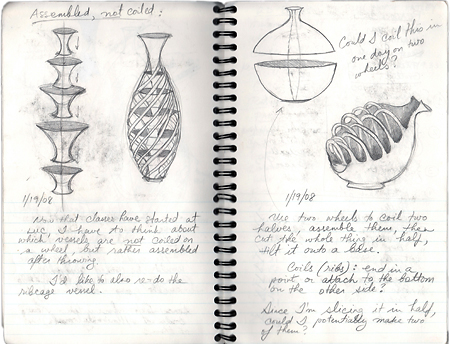 Assembled, not coiled:
1/19/08
Now that classes have started at
I have to think about
which vessels are not coiled on
a wheel, but rather assembled
after throwing.
I'd like to also re-do the
ribcage vessel.
Could I coil this in
one day on two
wheels?
1/19/08
Use two wheels to coil two
halves, assemble them, then
cut the whole thing in half,
tilt it onto a base.
Coils (ribs): end in a
point or attach to the bottom
on the other side?
Since I'm slicing it in half,
could I potentially make two
of them?